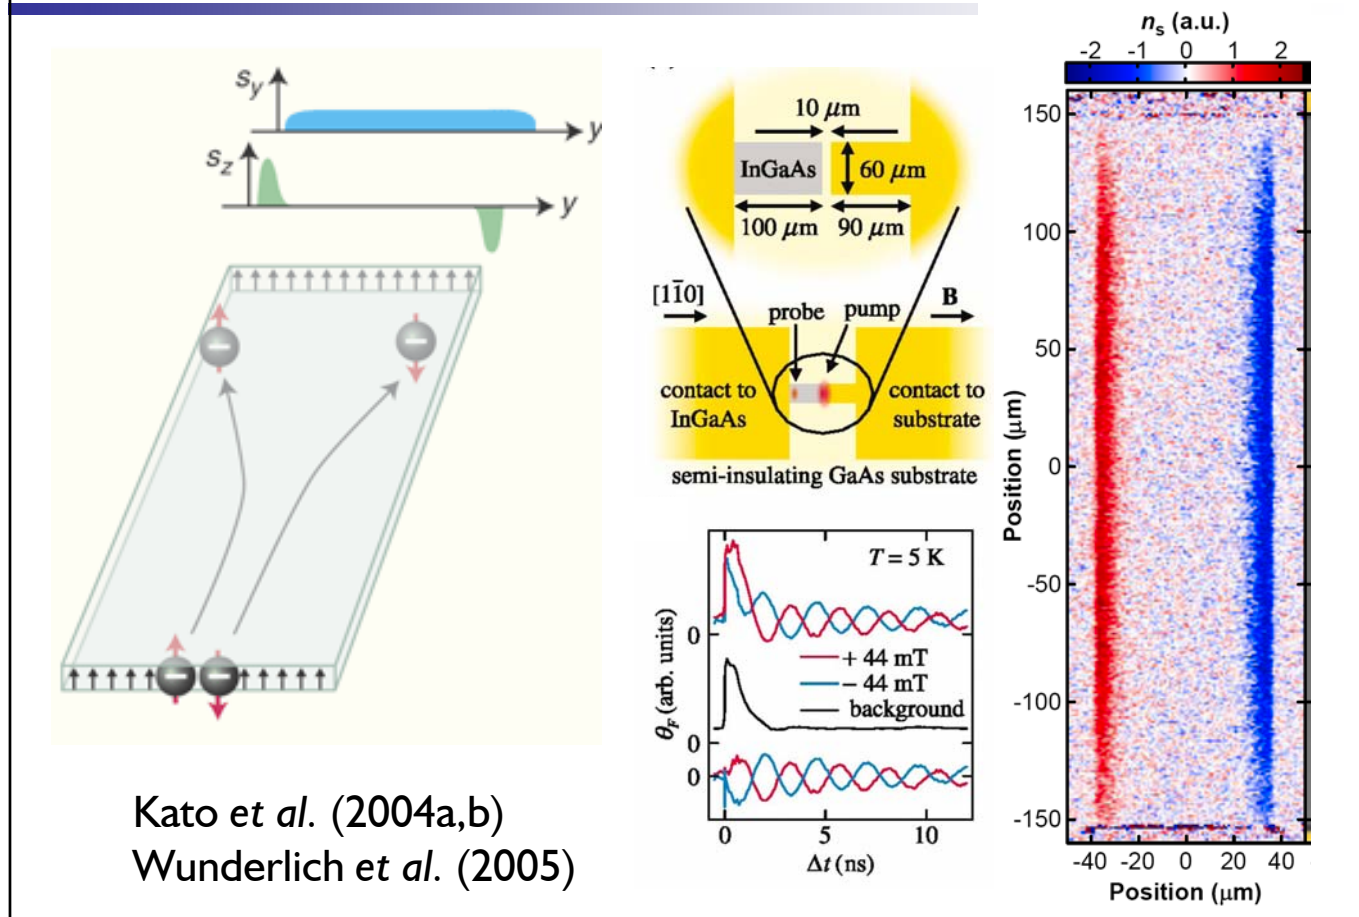 s_y
y
s_z
y
Kato et al. (2004a,b)
Wunderlich et al. (2005)
10 μm
InGaAs
60 μm
100 μm
90 μm
[11̄0]
B
probe
pump
contact to
InGaAs
contact to
substrate
semi-insulating GaAs substrate
T = 5 K
0
+ 44 mT
− 44 mT
background
0
0
θ_F (arb. units)
0
5
10
Δt (ns)
n_s (a.u.)
-2 -1 0 1 2
150
100
50
0
-50
-100
-150
Position (μm)
-40 -20 0 20 40
Position (μm)